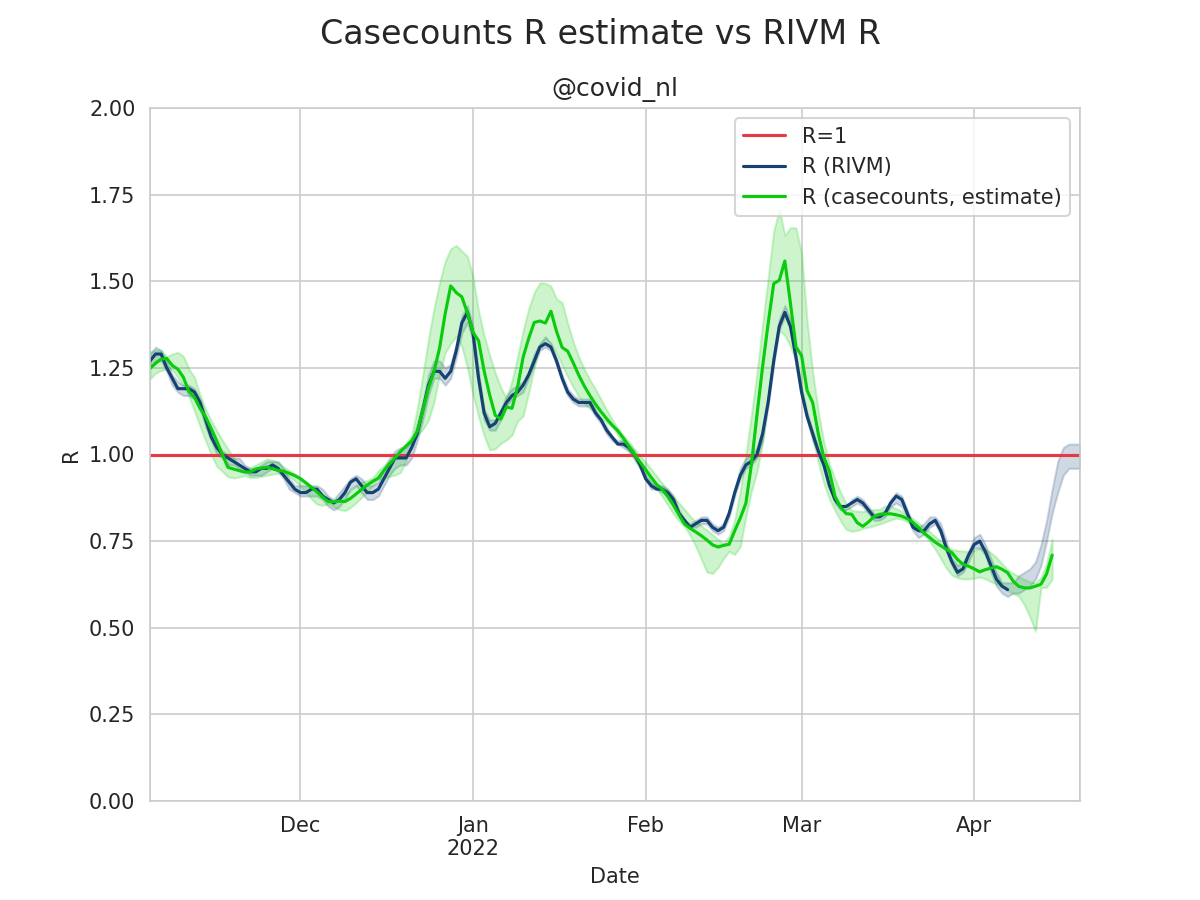 Casecounts R estimate vs RIVM R
@covid_nl
2.00
1.75
1.50
1.25
1.00
0.75
0.50
0.25
0.00
R
R=1
R (RIVM)
R (casecounts, estimate)
Dec
Jan
2022
Feb
Mar
Apr
Date